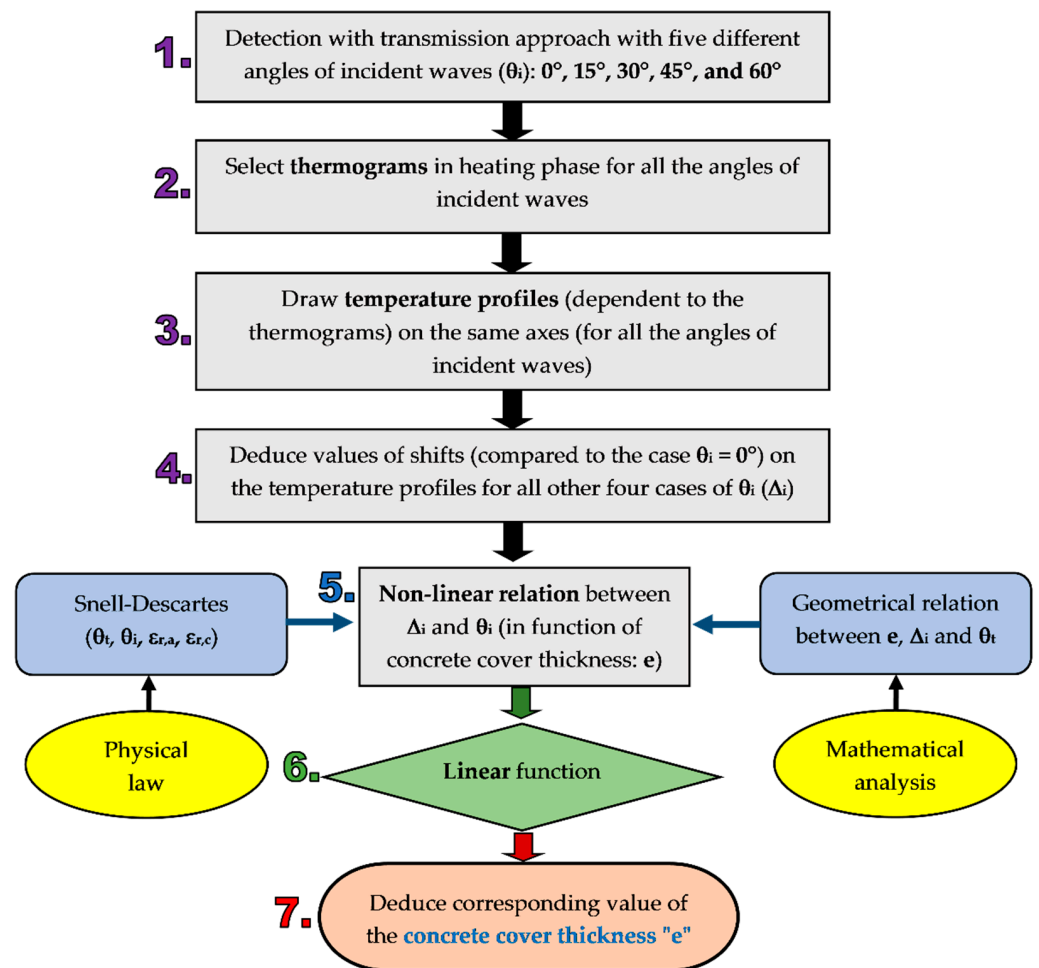 1.
Detection with transmission approach with five different
angles of incident waves (θi): 0°, 15°, 30°, 45°, and 60°
2.
Select thermograms in heating phase for all the angles of
incident waves
3.
Draw temperature profiles (dependent to the
thermograms) on the same axes (for all the angles of
incident waves)
4.
Deduce values of shifts (compared to the case θi = 0°) on
the temperature profiles for all other four cases of θi (Δi)
Snell-Descartes
(θt, θi, εr,a, εr,c)
5.
Non-linear relation between
Δi and θi (in function of
concrete cover thickness: e)
Geometrical relation
between e, Δi and θt
Physical
law
6.
Linear function
Mathematical
analysis
7.
Deduce corresponding value of
the concrete cover thickness "e"